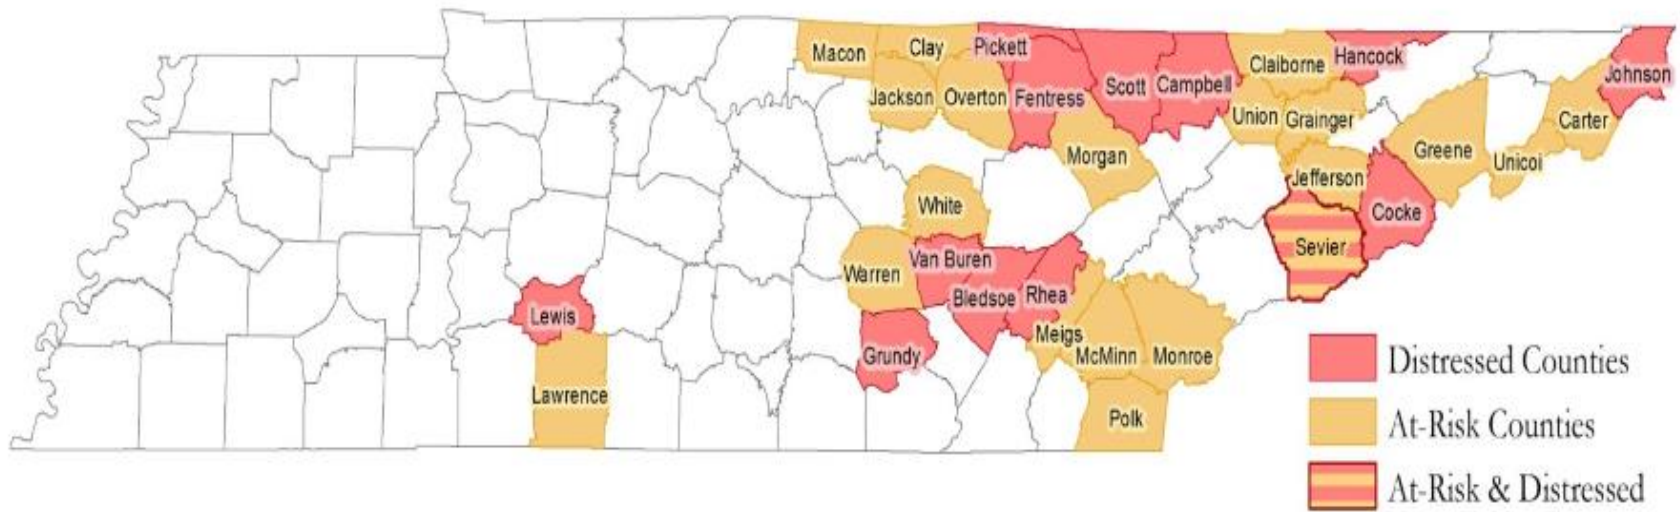 Macon
Clay
Pickett
Claiborne
Hancock
Johnson
Jackson
Overton
Fentress
Scott
Campbell
Union
Grainger
Carter
Morgan
Greene
Unicoi
Jefferson
White
Cocke
Sevier
Warren
Van Buren
Bledsoe
Rhea
Lewis
Meigs
McMinn
Monroe
Grundy
Lawrence
Polk
Distressed Counties
At-Risk Counties
At-Risk & Distressed